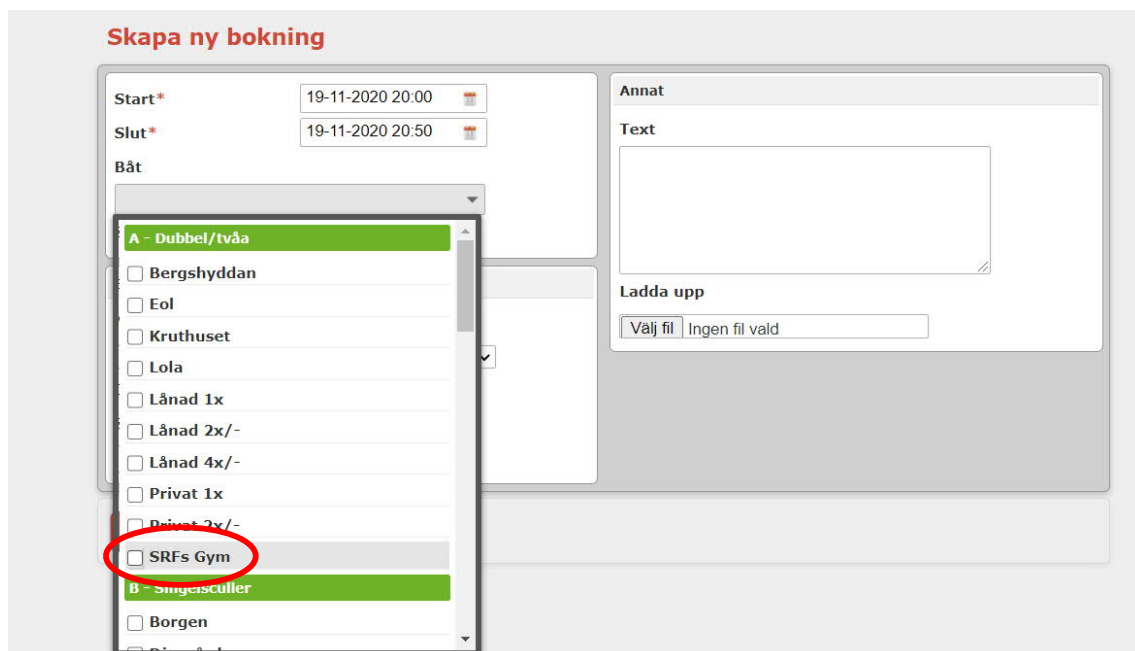 Skapa ny bokning
Start*
19-11-2020 20:00
Slut*
19-11-2020 20:50
Båt
A - Dubbel/tvåa
Bergshyddan
Eol
Kruthuset
Lola
Lånad 1x
Lånad 2x/-
Lånad 4x/-
Privat 1x
Privat 2x/-
SRFs Gym
B - Singelsculler
Borgen
Annat
Text
Ladda upp
Välj fil Ingen fil vald